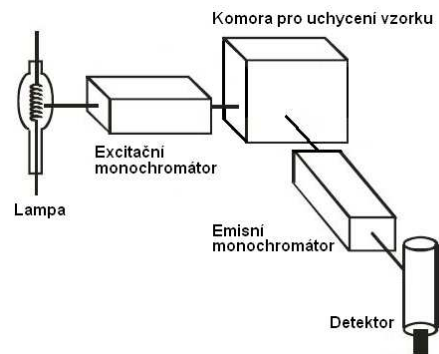 Komora pro uchycení vzorku
Excitační
monochromátor
Lampa
Emisní
monochromátor
Detektor